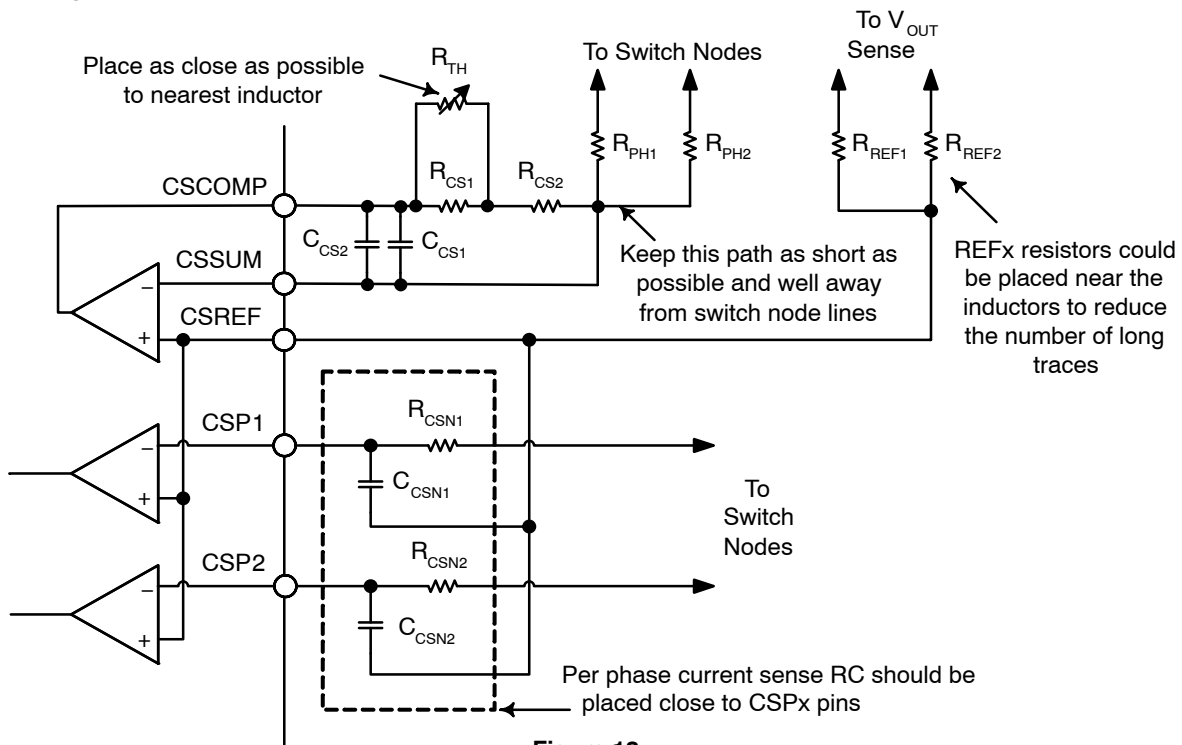 To V_OUT
Sense
To Switch Nodes
Place as close as possible
to nearest inductor
R_TH
R_PH1
R_PH2
R_REF1
R_REF2
R_CS1
R_CS2
CSCOMP
C_CS2
C_CS1
CSSUM
−
CSREF
+
Keep this path as short as
possible and well away
from switch node lines
REFx resistors could
be placed near the
inductors to reduce
the number of long
traces
CSP1
R_CSN1
−
C_CSN1
+
To
Switch
Nodes
CSP2
R_CSN2
−
C_CSN2
+
Per phase current sense RC should be
placed close to CSPx pins